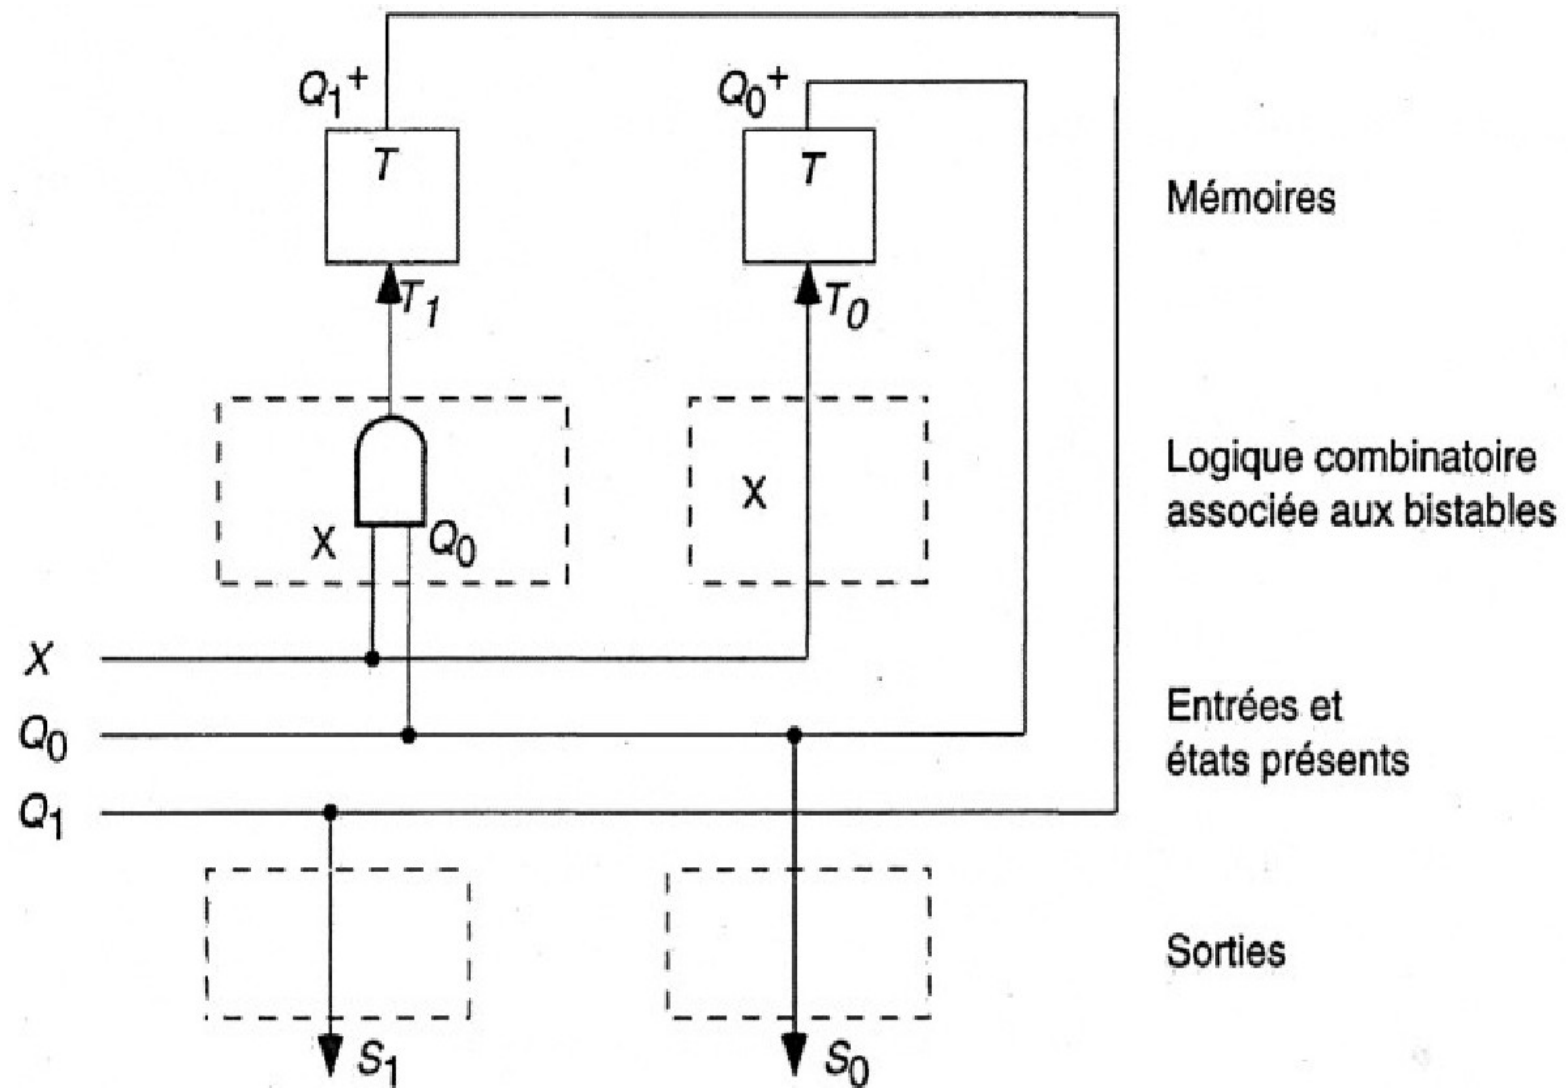 Q1+
Q0+
T
T
Mémoires
T1
T0
Logique combinatoire
associée aux bistables
X
X
Q0
X
Entrées et
états présents
Q0
Q1
Sorties
S1
S0